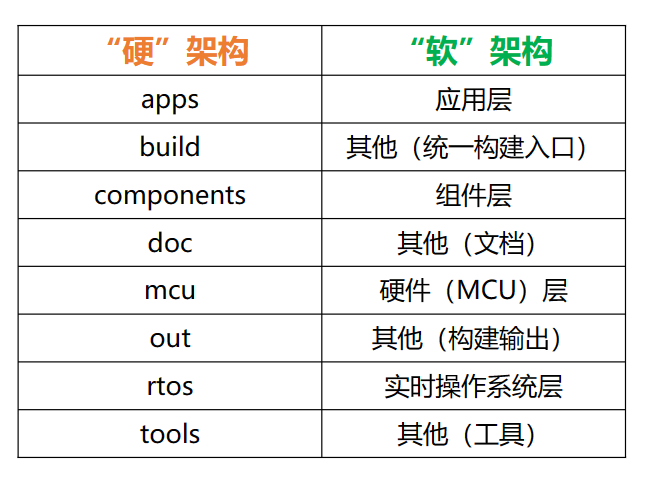 “硬”架构 “软”架构
apps 应用层
build 其他（统一构建入口）
components 组件层
doc 其他（文档）
mcu 硬件（MCU）层
out 其他（构建输出）
rtos 实时操作系统层
tools 其他（工具）